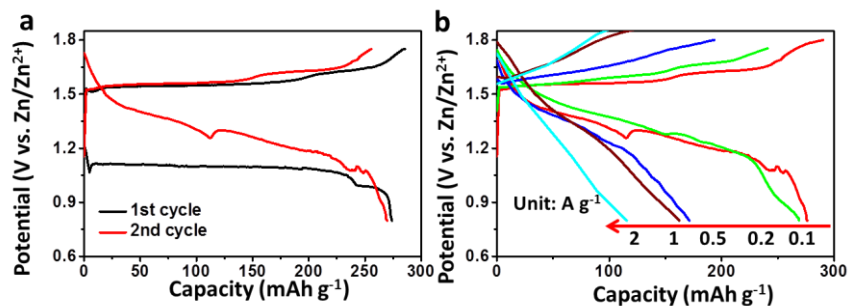 a
Potential (V vs. Zn/Zn²⁺)
1.8
1.5
1.2
0.9
0.6
1st cycle
2nd cycle
0 50 100 150 200 250 300
Capacity (mAh g⁻¹)
b
Potential (V vs. Zn/Zn²⁺)
1.8
1.5
1.2
0.9
0.6
Unit: A g⁻¹
2 1 0.5 0.2 0.1
0 100 200 300
Capacity (mAh g⁻¹)